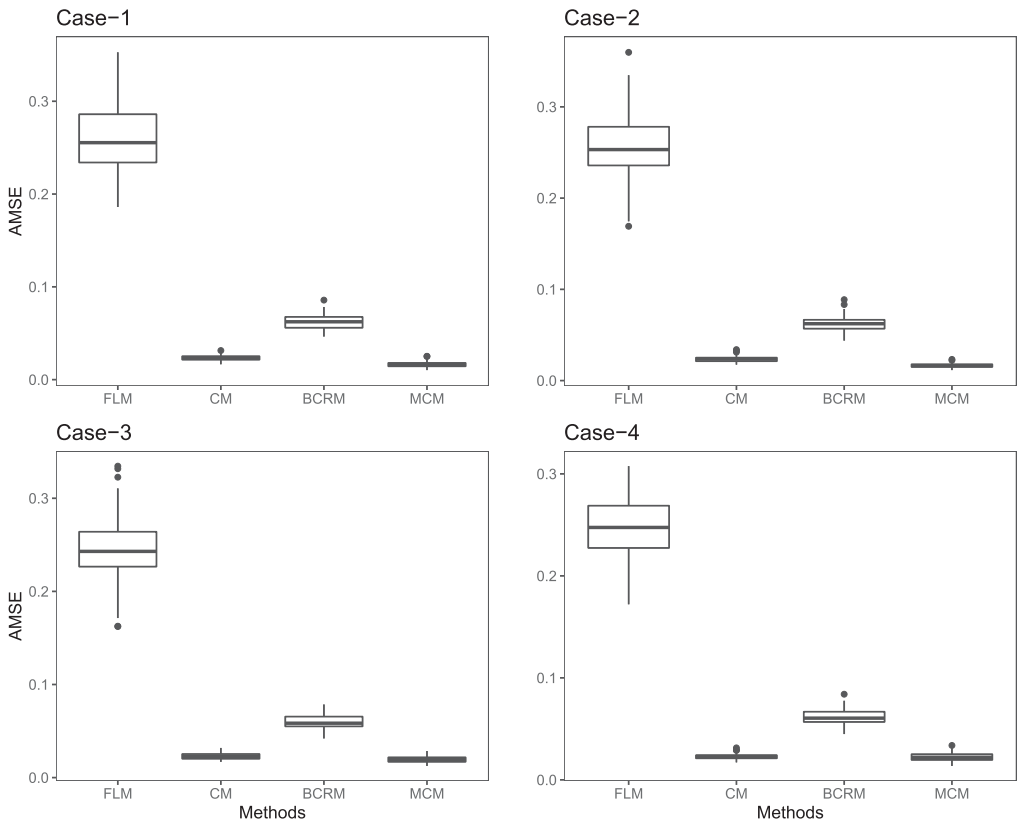 Case−1
Case−2
AMSE
0.3
0.2
0.1
0.0
0.3
0.2
0.1
0.0
FLM CM BCRM MCM
FLM CM BCRM MCM
Case−3
Case−4
AMSE
0.3
0.2
0.1
0.0
0.3
0.2
0.1
0.0
FLM CM BCRM MCM
FLM CM BCRM MCM
Methods
Methods